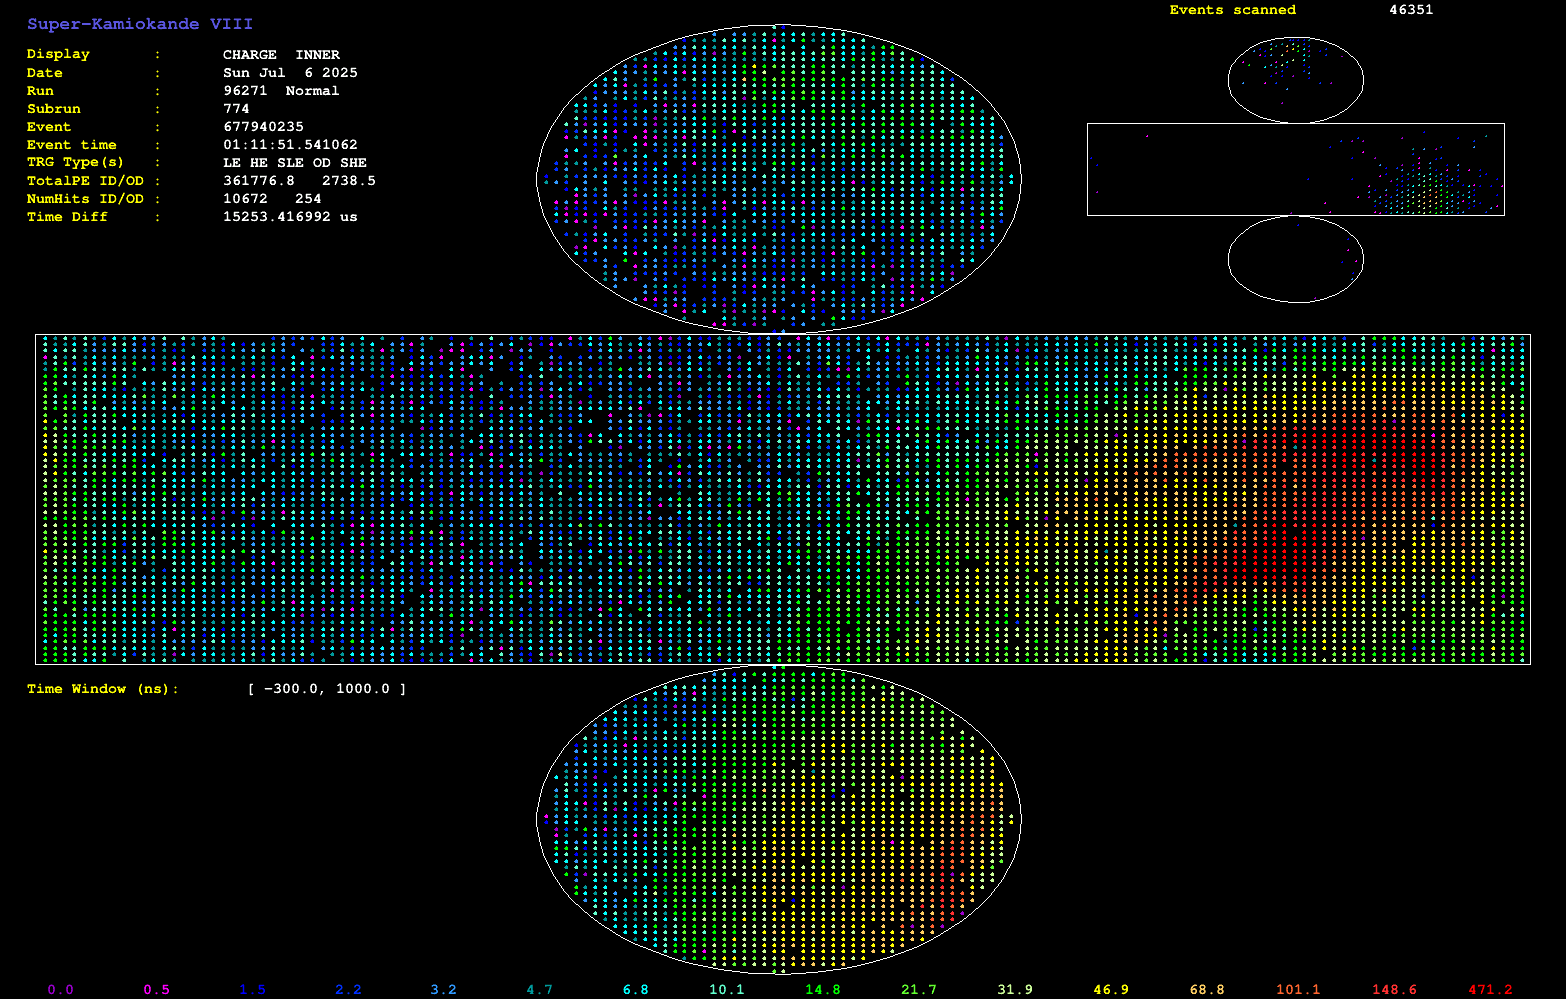 Super-Kamiokande VIII
Events scanned 46351
Display : CHARGE INNER
Date : Sun Jul 6 2025
Run : 96271 Normal
Subrun : 774
Event : 677940235
Event time : 01:11:51.541062
TRG Type(s) : LE HE SLE OD SHE
TotalPE ID/OD : 361776.8 2738.5
NumHits ID/OD : 10672 254
Time Diff : 15253.416992 us
Time Window (ns): [ -300.0, 1000.0 ]
0.0 0.5 1.5 2.2 3.2 4.7 6.8 10.1 14.8 21.7 31.9 46.9 68.8 101.1 148.6 471.2